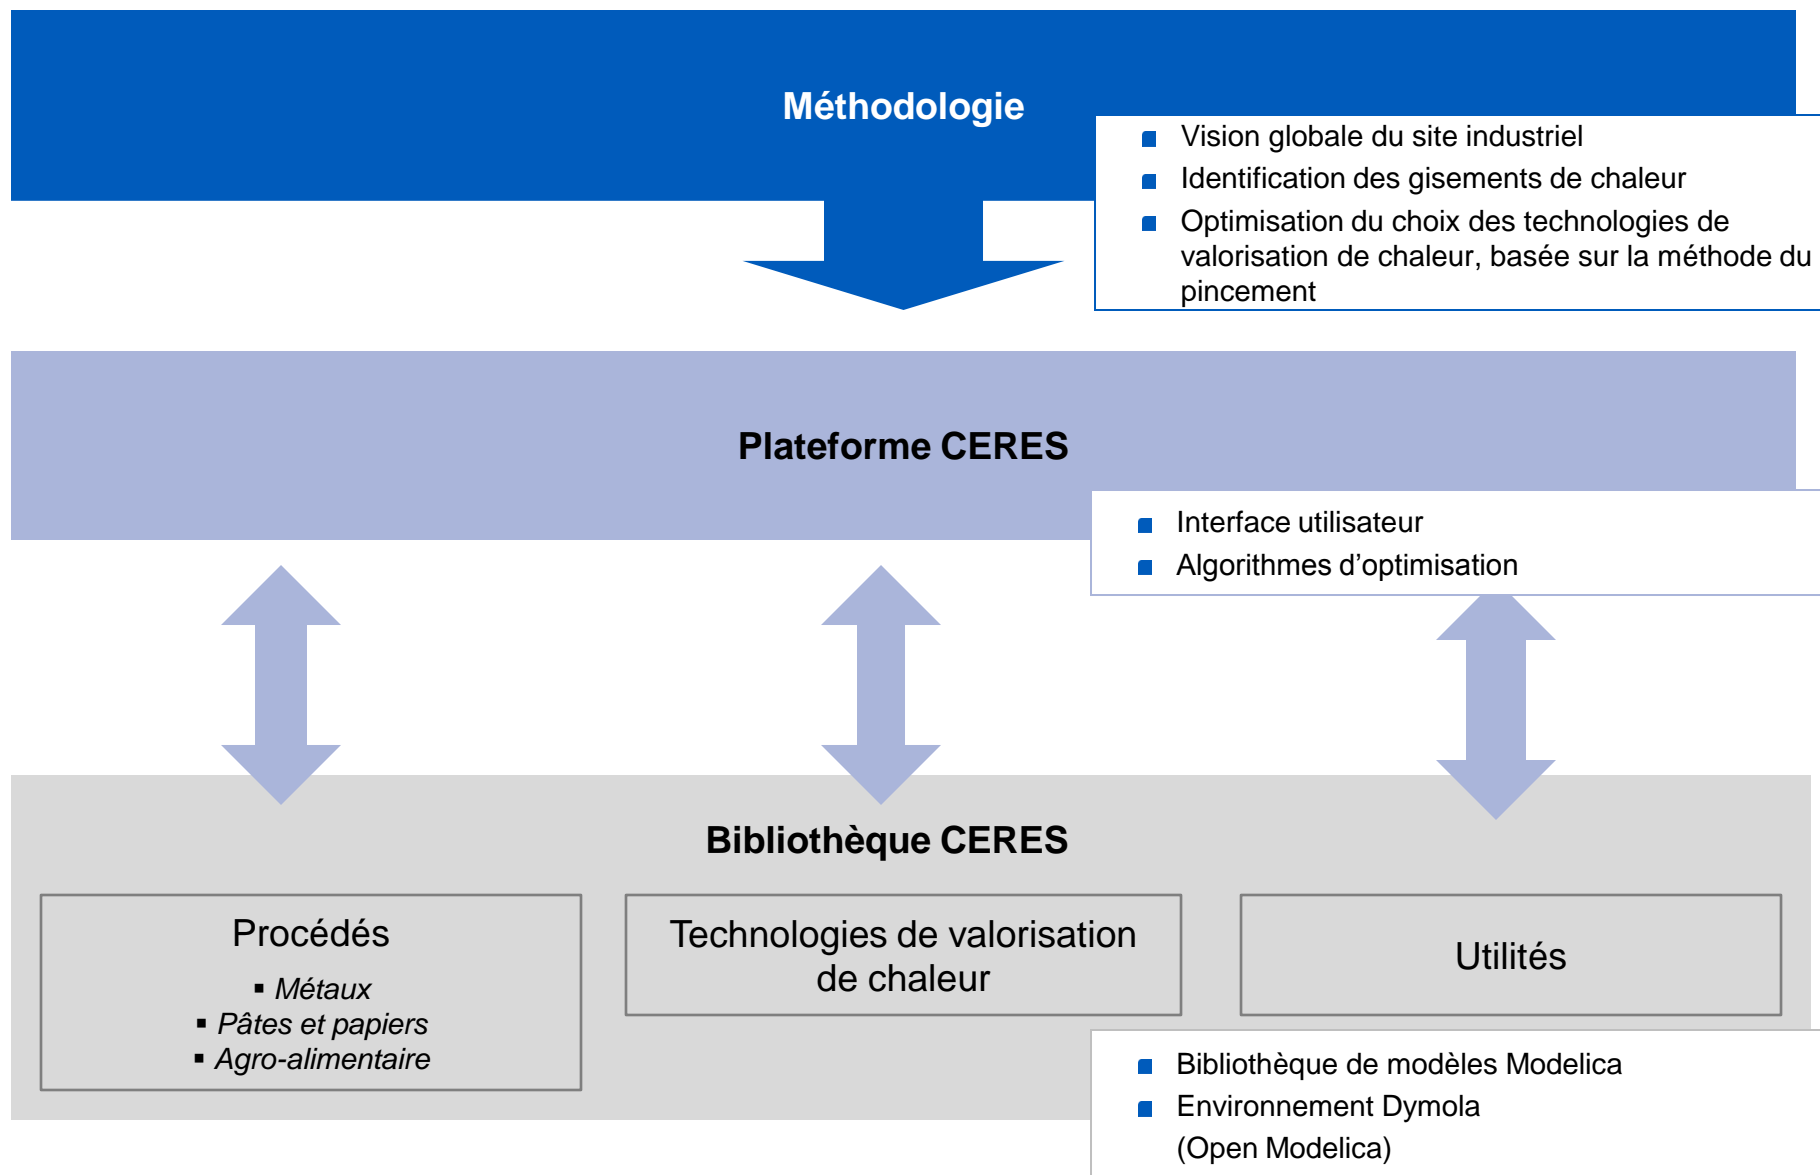 Méthodologie
Vision globale du site industriel
Identification des gisements de chaleur
Optimisation du choix des technologies de
valorisation de chaleur, basée sur la méthode du
pincement
Plateforme CERES
Interface utilisateur
Algorithmes d’optimisation
Bibliothèque CERES
Procédés
▪ Métaux
▪ Pâtes et papiers
▪ Agro-alimentaire
Technologies de valorisation
de chaleur
Utilités
Bibliothèque de modèles Modelica
Environnement Dymola
(Open Modelica)